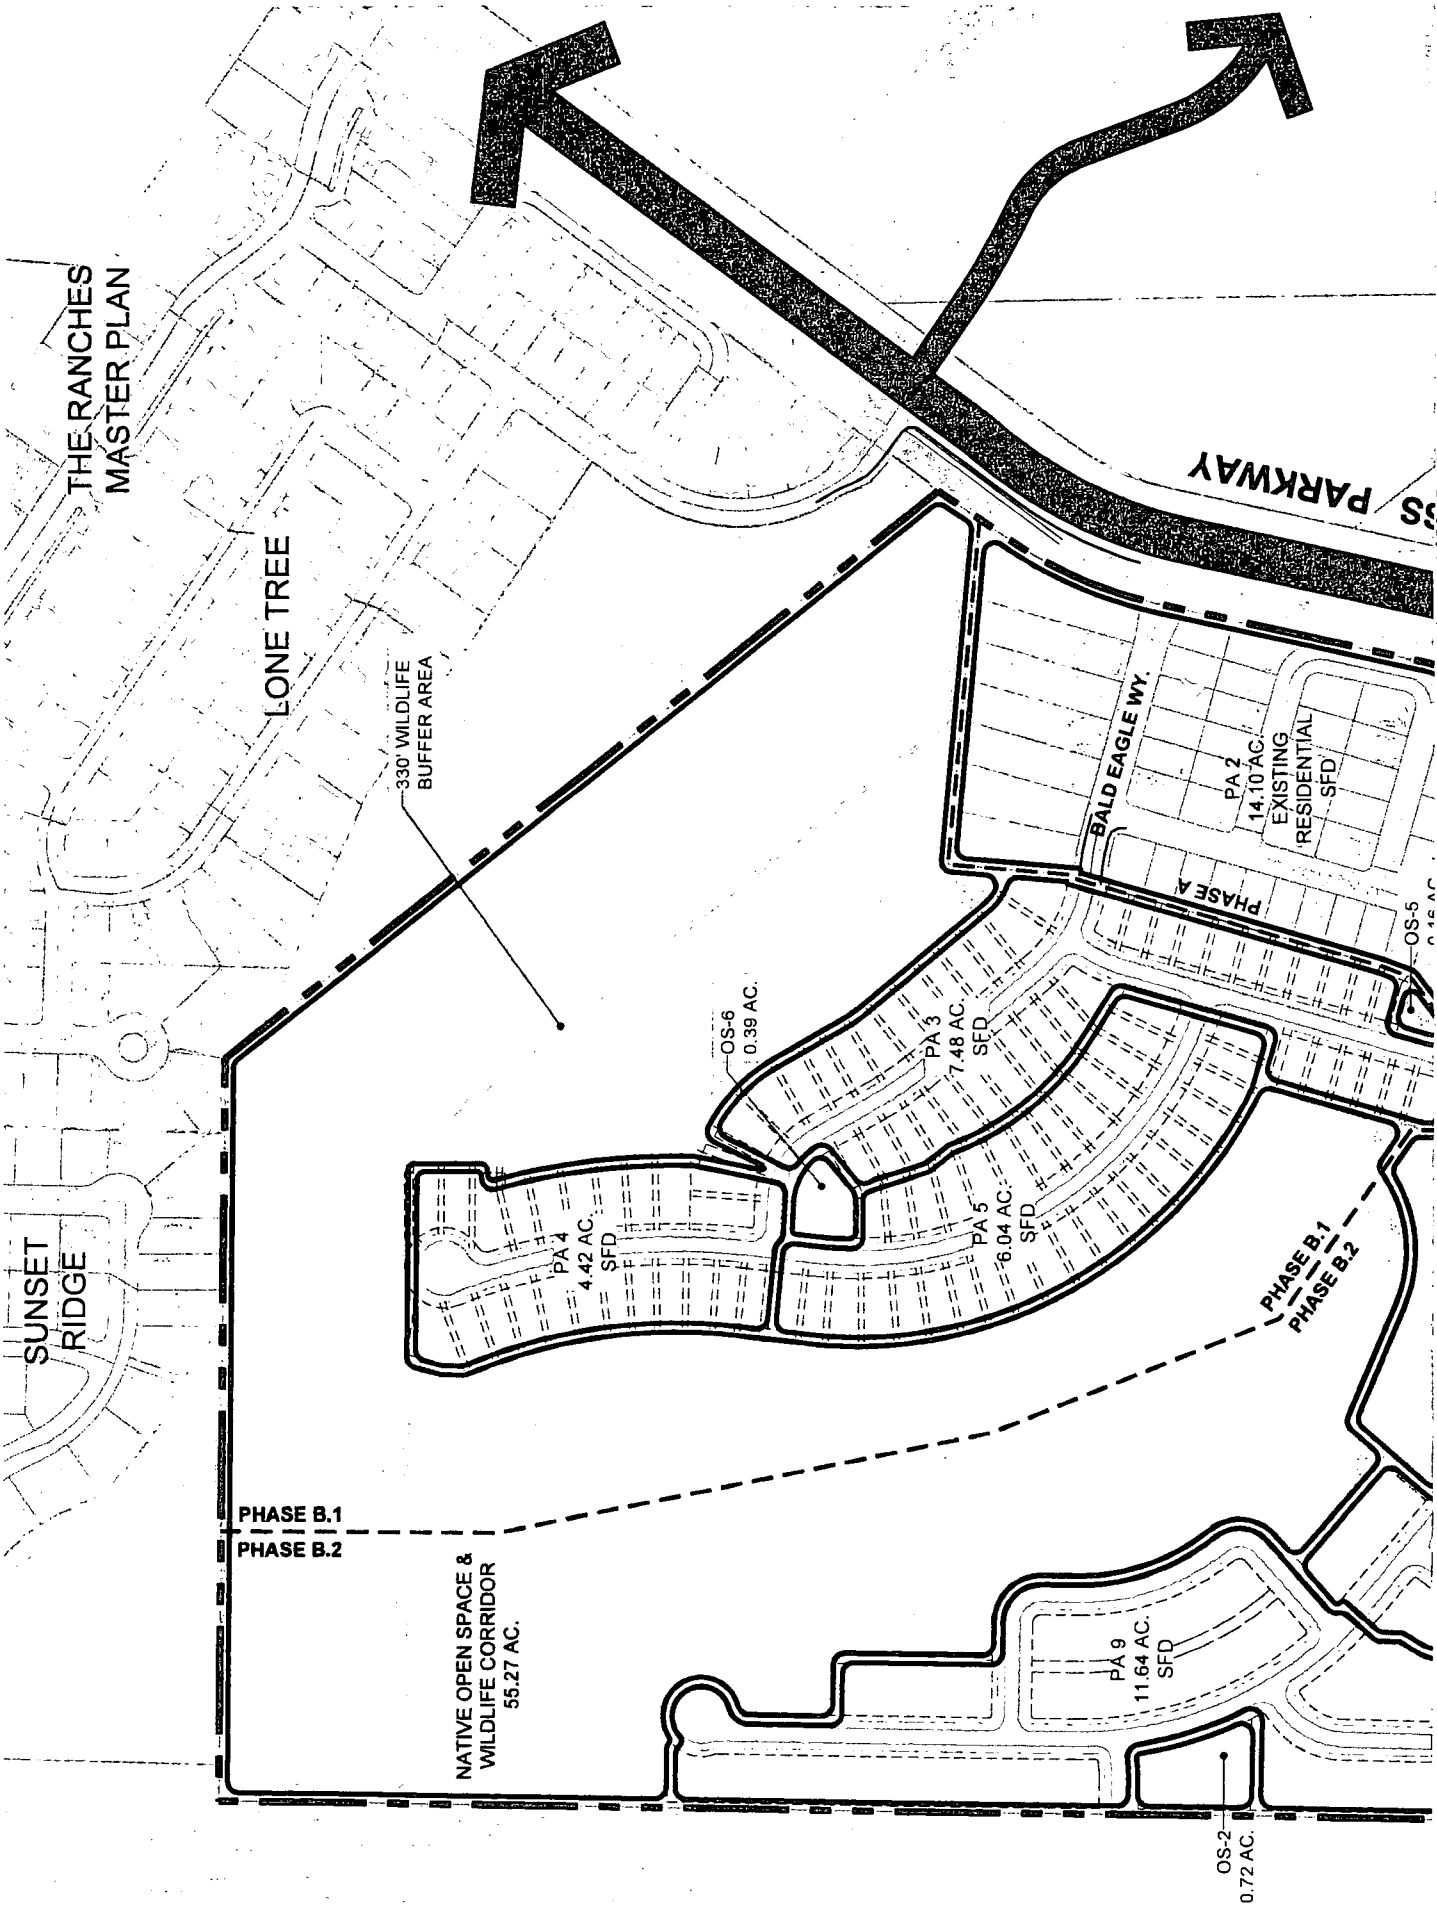 THE RANCHES
MASTER PLAN
LONE TREE
SUNSET
RIDGE
330' WILDLIFE
BUFFER AREA
PARKWAY
BALD EAGLE WY.
PA 2
14.10 AC.
EXISTING
RESIDENTIAL
SFD
PHASE A
OS-5
OS-6
0.39 AC.
PA 3
7.48 AC.
SFD
PA 4
4.42 AC.
SFD
PA 5
6.04 AC.
SFD
PHASE B.1
PHASE B.2
PHASE B.1
PHASE B.2
NATIVE OPEN SPACE &
WILDLIFE CORRIDOR
55.27 AC.
PA 9
11.64 AC.
SFD
OS-2
0.72 AC.